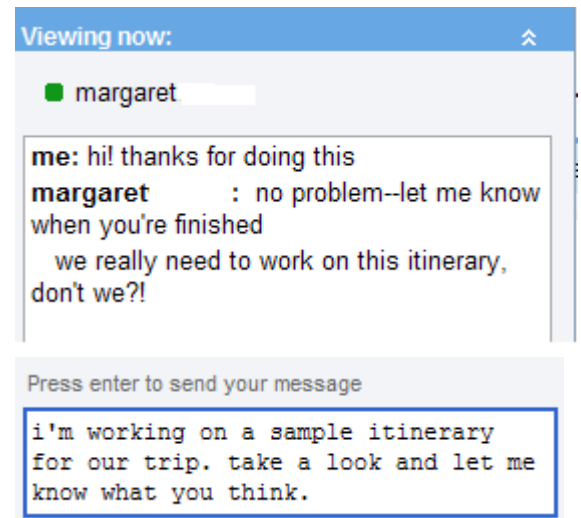 Viewing now:
margaret
me: hi! thanks for doing this
margaret : no problem--let me know
when you're finished
we really need to work on this itinerary,
don't we?!
Press enter to send your message
i'm working on a sample itinerary
for our trip. take a look and let me
know what you think.